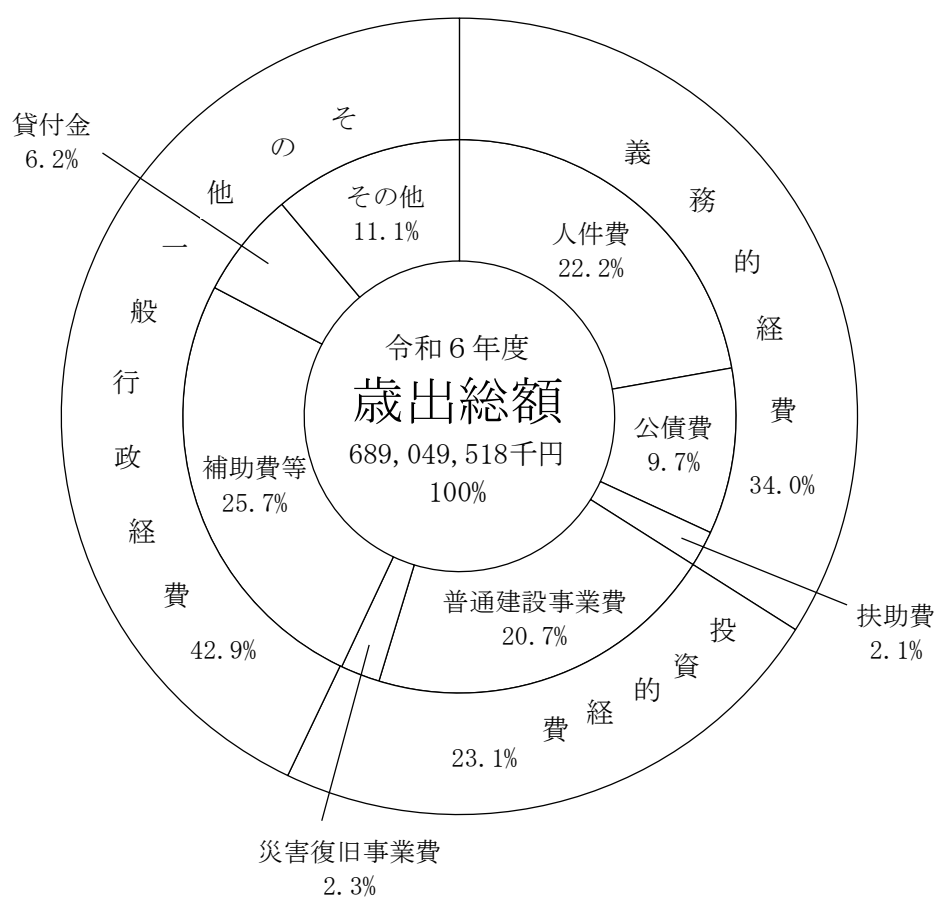 令和６年度
歳出総額
689,049,518千円
100%
義務的経費
34.0%
人件費
22.2%
公債費
9.7%
扶助費
2.1%
投資的経費
23.1%
普通建設事業費
20.7%
災害復旧事業費
2.3%
その他一般行政経費
42.9%
補助費等
25.7%
貸付金
6.2%
その他
11.1%